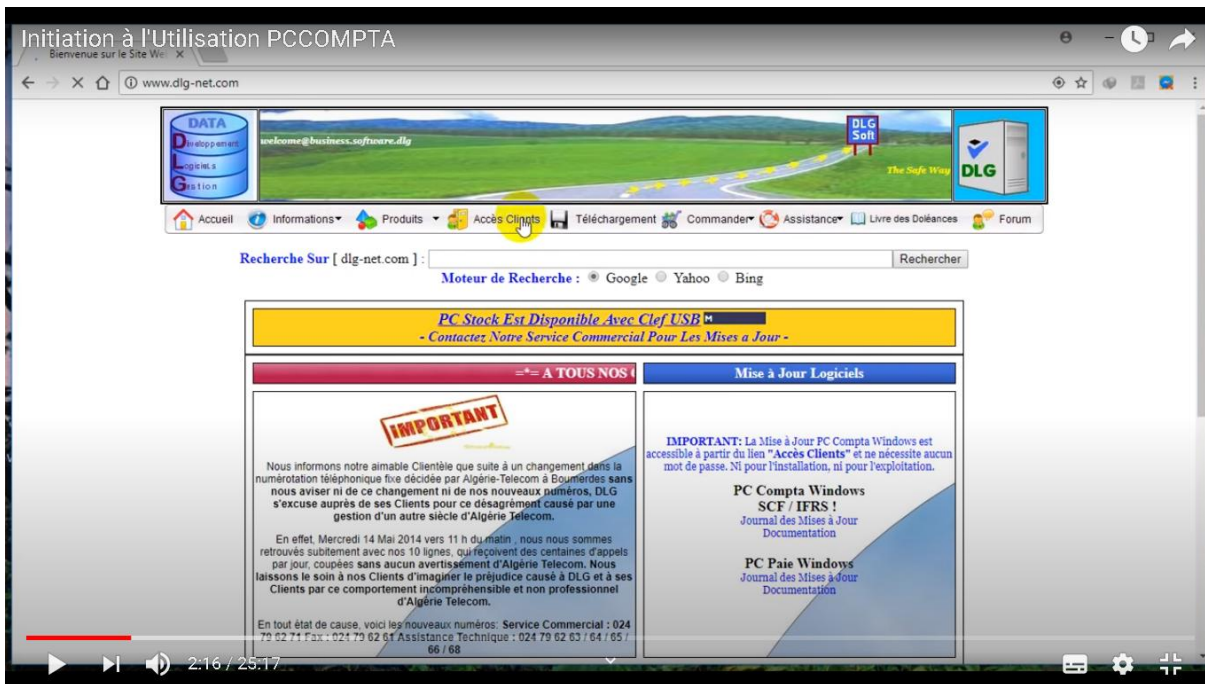 Initiation à l'Utilisation PCCOMPTA
Bienvenue sur le Site We
www.dlg-net.com
DATA
Développement
Logiciels
Gestion
welcome@business.software.dlg
DLG
Soft
The Safe Way
DLG
Accueil Informations Produits Accès Clients Téléchargement Commander Assistance Livre des Doléances Forum
Recherche Sur [ dlg-net.com ] : Rechercher
Moteur de Recherche : Google Yahoo Bing
PC Stock Est Disponible Avec Clef USB
- Contactez Notre Service Commercial Pour Les Mises a Jour -
=*= A TOUS NOS
Mise à Jour Logiciels
IMPORTANT
Nous informons notre aimable Clientèle que suite à un changement dans la
numérotation téléphonique fixe décidée par Algérie-Telecom à Boumerdes sans
nous aviser ni de ce changement ni de nos nouveaux numéros, DLG
s'excuse auprès de ses Clients pour ce désagrément causé par une
gestion d'un autre siècle d'Algérie Telecom.
En effet, Mercredi 14 Mai 2014 vers 11 h du matin , nous nous sommes
retrouvés subitement avec nos 10 lignes, qui reçoivent des centaines d'appels
par jour, coupées sans aucun avertissement d'Algérie Telecom. Nous
laissons le soin à nos Clients d'imaginer le préjudice causé à DLG et à ses
Clients par ce comportement incompréhensible et non professionnel
d'Algérie Telecom.
En tout état de cause, voici les nouveaux numéros: Service Commercial : 024
79 62 71 Fax : 024 79 62 61 Assistance Technique : 024 79 62 63 / 64 / 65 /
66 / 68
IMPORTANT: La Mise à Jour PC Compta Windows est
accessible à partir du lien "Accès Clients" et ne nécessite aucun
mot de passe. Ni pour l'installation, ni pour l'exploitation.
PC Compta Windows
SCF / IFRS !
Journal des Mises à Jour
Documentation
PC Paie Windows
Journal des Mises à Jour
Documentation
2:16 / 25:17